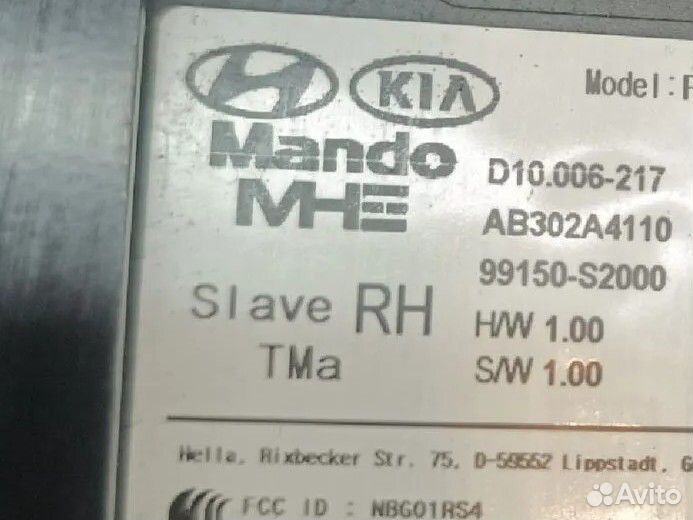 KIA
Model:
Mando
MHE
D10.006-217
AB302A4110
99150-S2000
Slave RH
TMa
H/W 1.00
S/W 1.00
Hella, Rixbecker Str. 75, D-59552 Lippstadt,
FCC ID : NBG01RS4
Avito